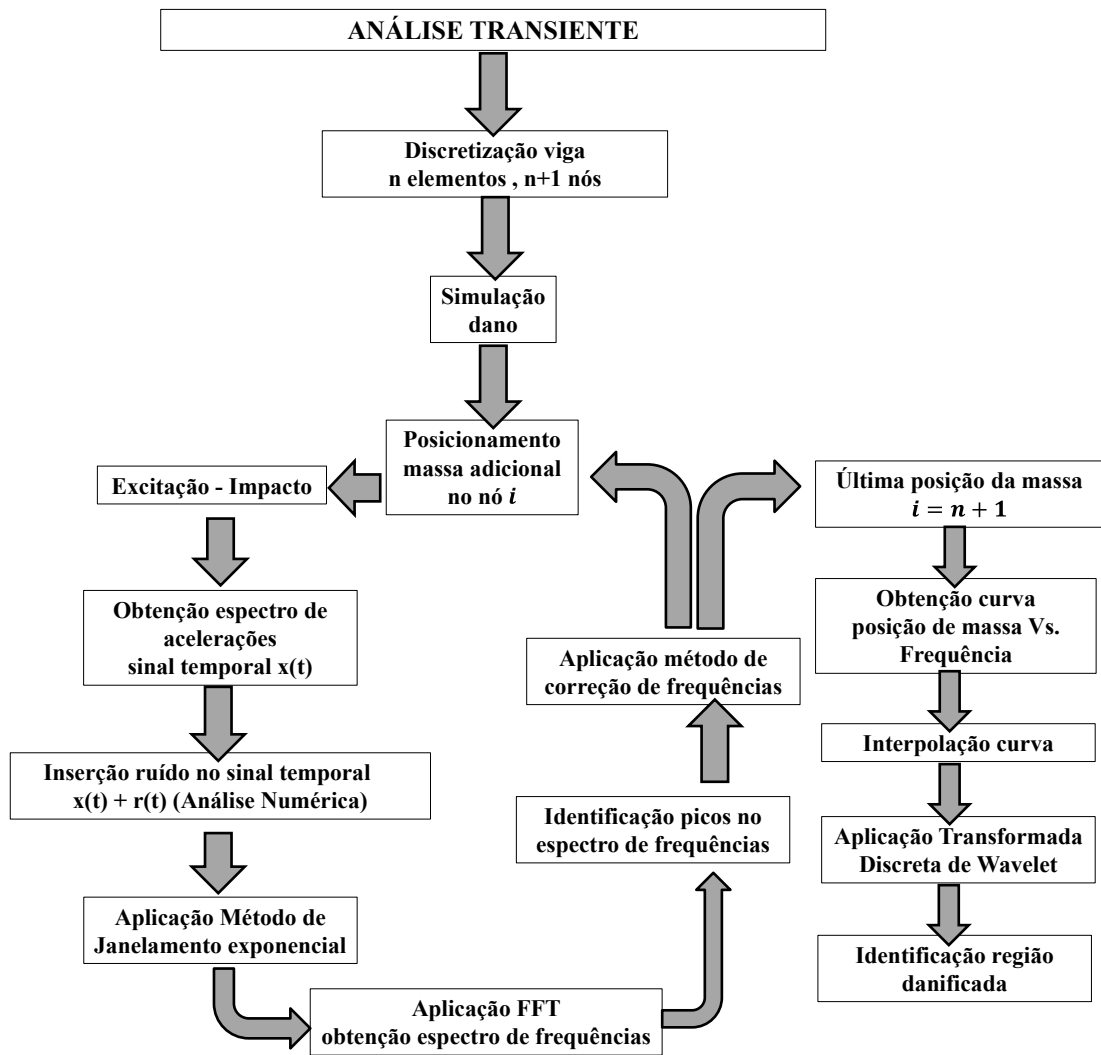 ANÁLISE TRANSIENTE
Discretização viga
n elementos , n+1 nós
Simulação
dano
Posicionamento
massa adicional
no nó i
Excitação - Impacto
Obtenção espectro de
acelerações
sinal temporal x(t)
Inserção ruído no sinal temporal
x(t) + r(t) (Análise Numérica)
Aplicação Método de
Janelamento exponencial
Aplicação FFT
obtenção espectro de frequências
Identificação picos no
espectro de frequências
Aplicação método de
correção de frequências
Última posição da massa
i = n + 1
Obtenção curva
posição de massa Vs.
Frequência
Interpolação curva
Aplicação Transformada
Discreta de Wavelet
Identificação região
danificada